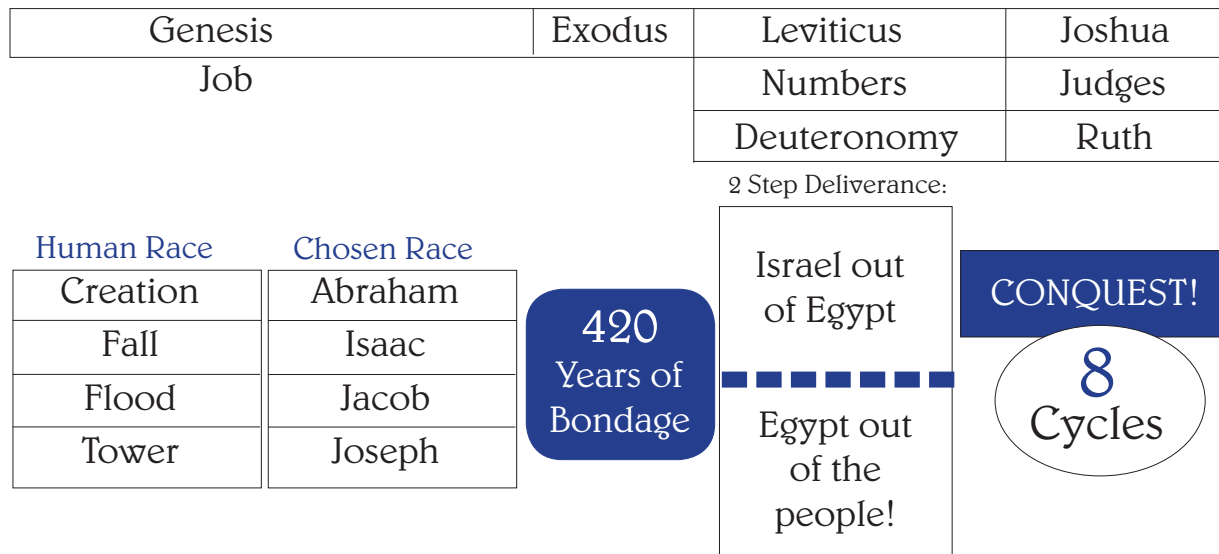 Genesis Exodus Leviticus Joshua
Job Numbers Judges
Deuteronomy Ruth
2 Step Deliverance:
Human Race Chosen Race
Creation Abraham
Fall Isaac
Flood Jacob
Tower Joseph
420
Years of
Bondage
Israel out
of Egypt
Egypt out
of the
people!
CONQUEST!
8
Cycles